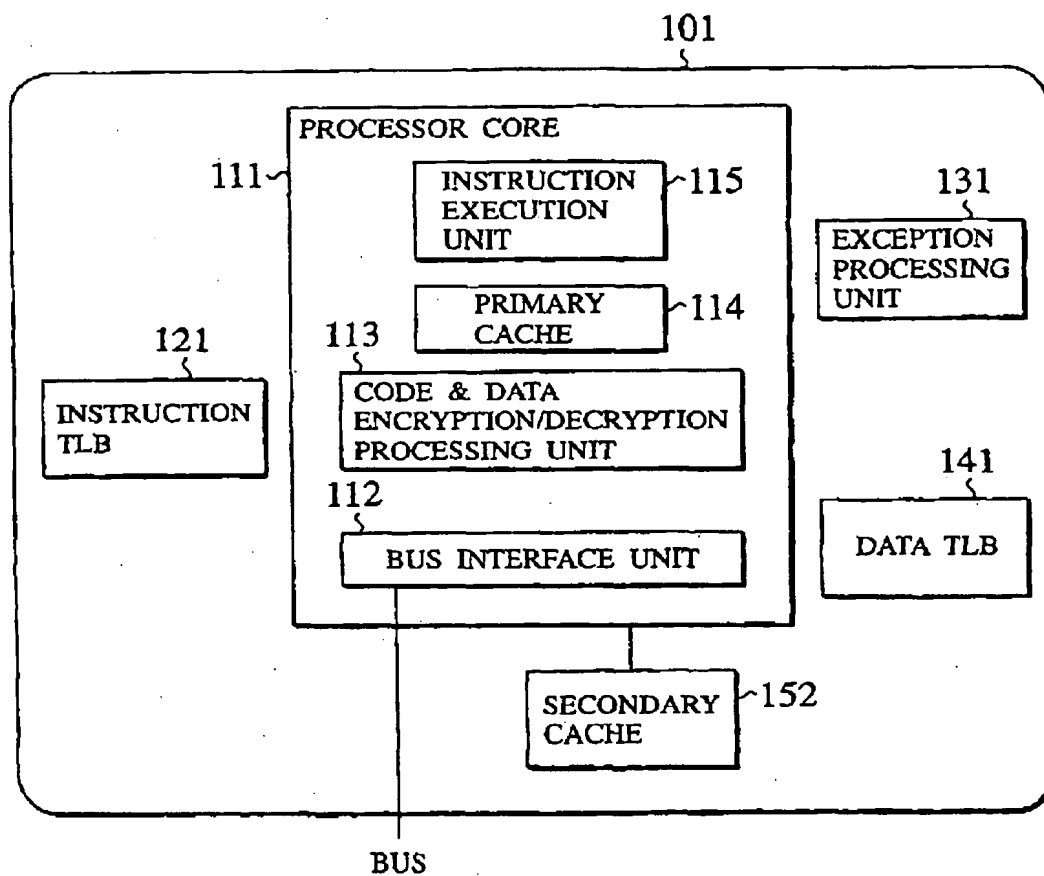 101
PROCESSOR CORE
111
INSTRUCTION
EXECUTION
UNIT
115
131
EXCEPTION
PROCESSING
UNIT
PRIMARY
CACHE
114
121
INSTRUCTION
TLB
113
CODE & DATA
ENCRYPTION/DECRYPTION
PROCESSING UNIT
141
DATA TLB
112
BUS INTERFACE UNIT
SECONDARY
CACHE
152
BUS